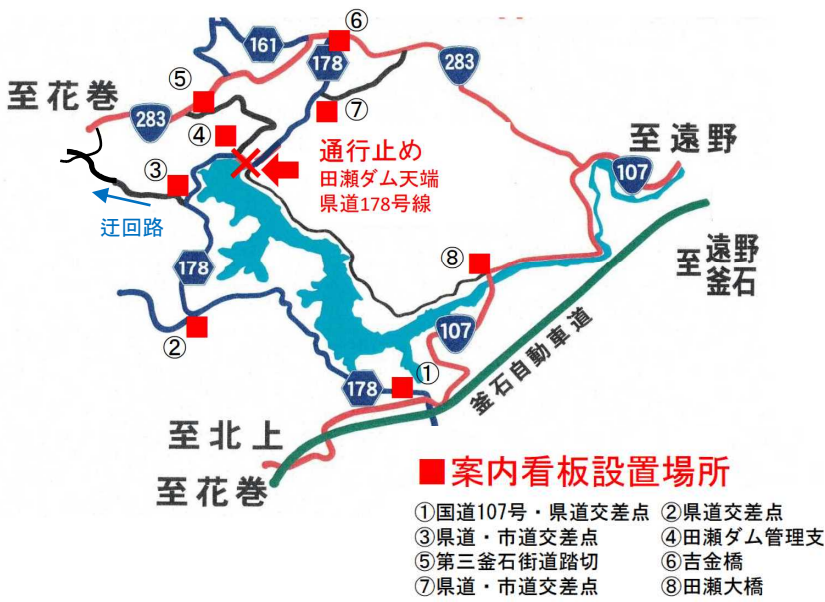 ⑥
161
178
283
⑤
至花巻
283
④
⑦
通行止め
田瀬ダム天端
県道178号線
至遠野
107
③
迂回路
178
⑧
至遠野
釜石
②
107
釜石自動車道
①
178
至北上
至花巻
■案内看板設置場所
①国道107号・県道交差点 ②県道交差点
③県道・市道交差点 ④田瀬ダム管理支
⑤第三釜石街道踏切 ⑥吉金橋
⑦県道・市道交差点 ⑧田瀬大橋